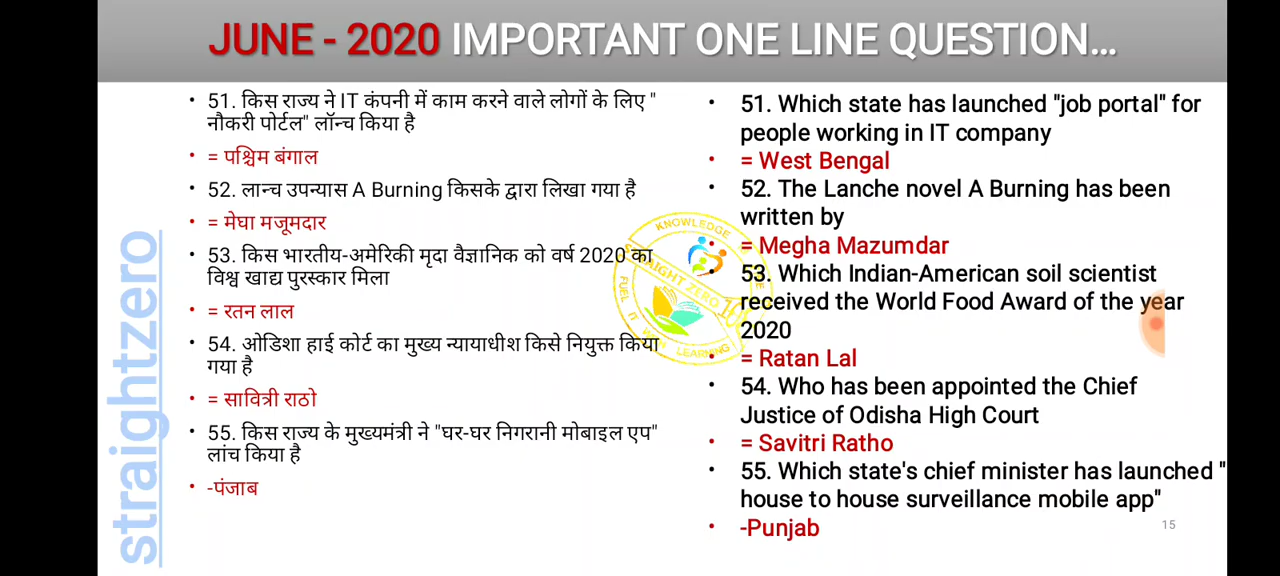 JUNE - 2020 IMPORTANT ONE LINE QUESTION...
• 51. किस राज्य ने IT कंपनी में काम करने वाले लोगों के लिए "
नौकरी पोर्टल" लॉन्च किया है
• = पश्चिम बंगाल
• 52. लान्च उपन्यास A Burning किसके द्वारा लिखा गया है
• = मेघा मजूमदार
• 53. किस भारतीय-अमेरिकी मृदा वैज्ञानिक को वर्ष 2020 का
विश्व खाद्य पुरस्कार मिला
• = रतन लाल
• 54. ओडिशा हाई कोर्ट का मुख्य न्यायाधीश किसे नियुक्त किया
गया है
• = सावित्री राठो
• 55. किस राज्य के मुख्यमंत्री ने "घर-घर निगरानी मोबाइल एप"
लांच किया है
• -पंजाब
• 51. Which state has launched "job portal" for
people working in IT company
• = West Bengal
• 52. The Lanche novel A Burning has been
written by
• = Megha Mazumdar
• 53. Which Indian-American soil scientist
received the World Food Award of the year
2020
• = Ratan Lal
• 54. Who has been appointed the Chief
Justice of Odisha High Court
• = Savitri Ratho
• 55. Which state's chief minister has launched "
house to house surveillance mobile app"
• -Punjab
straightzero
KNOWLEDGE
STRAIGHT ZERO
LEARNING
15